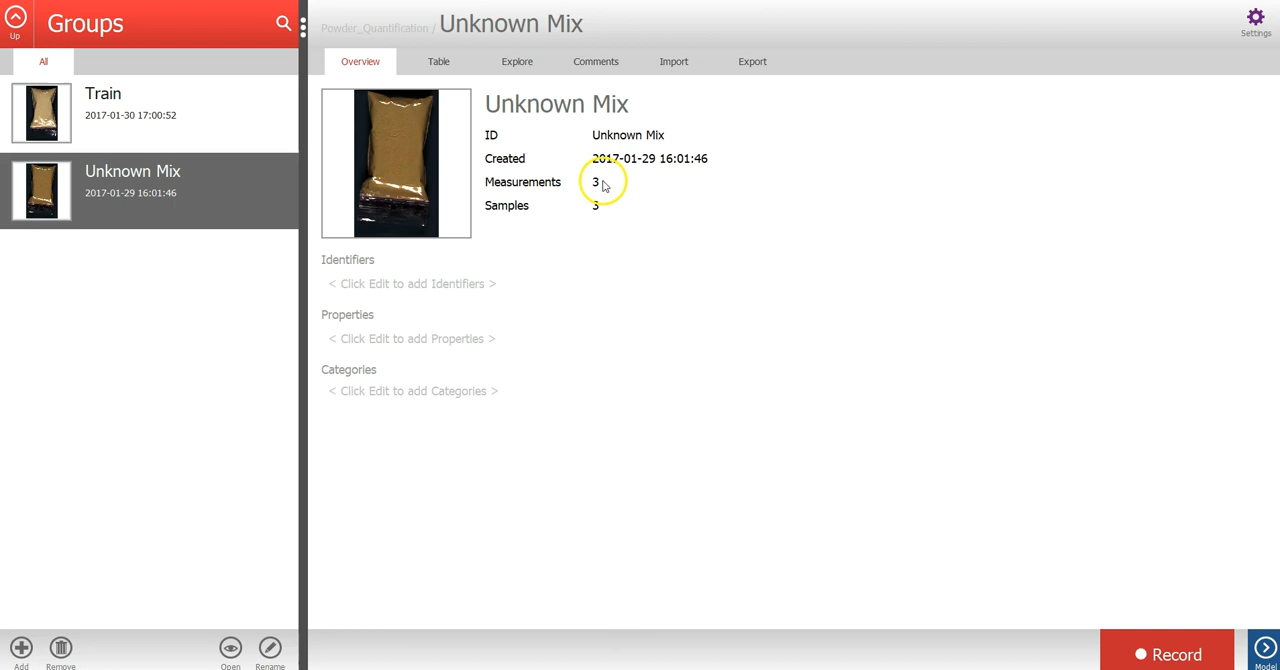 Up
Groups
Powder_Quantification / Unknown Mix
Settings
All
Overview
Table
Explore
Comments
Import
Export
Train
2017-01-30 17:00:52
Unknown Mix
2017-01-29 16:01:46
Unknown Mix
ID Unknown Mix
Created 2017-01-29 16:01:46
Measurements 3
Samples 3
Identifiers
< Click Edit to add Identifiers >
Properties
< Click Edit to add Properties >
Categories
< Click Edit to add Categories >
Add
Remove
Open
Rename
Record
Model